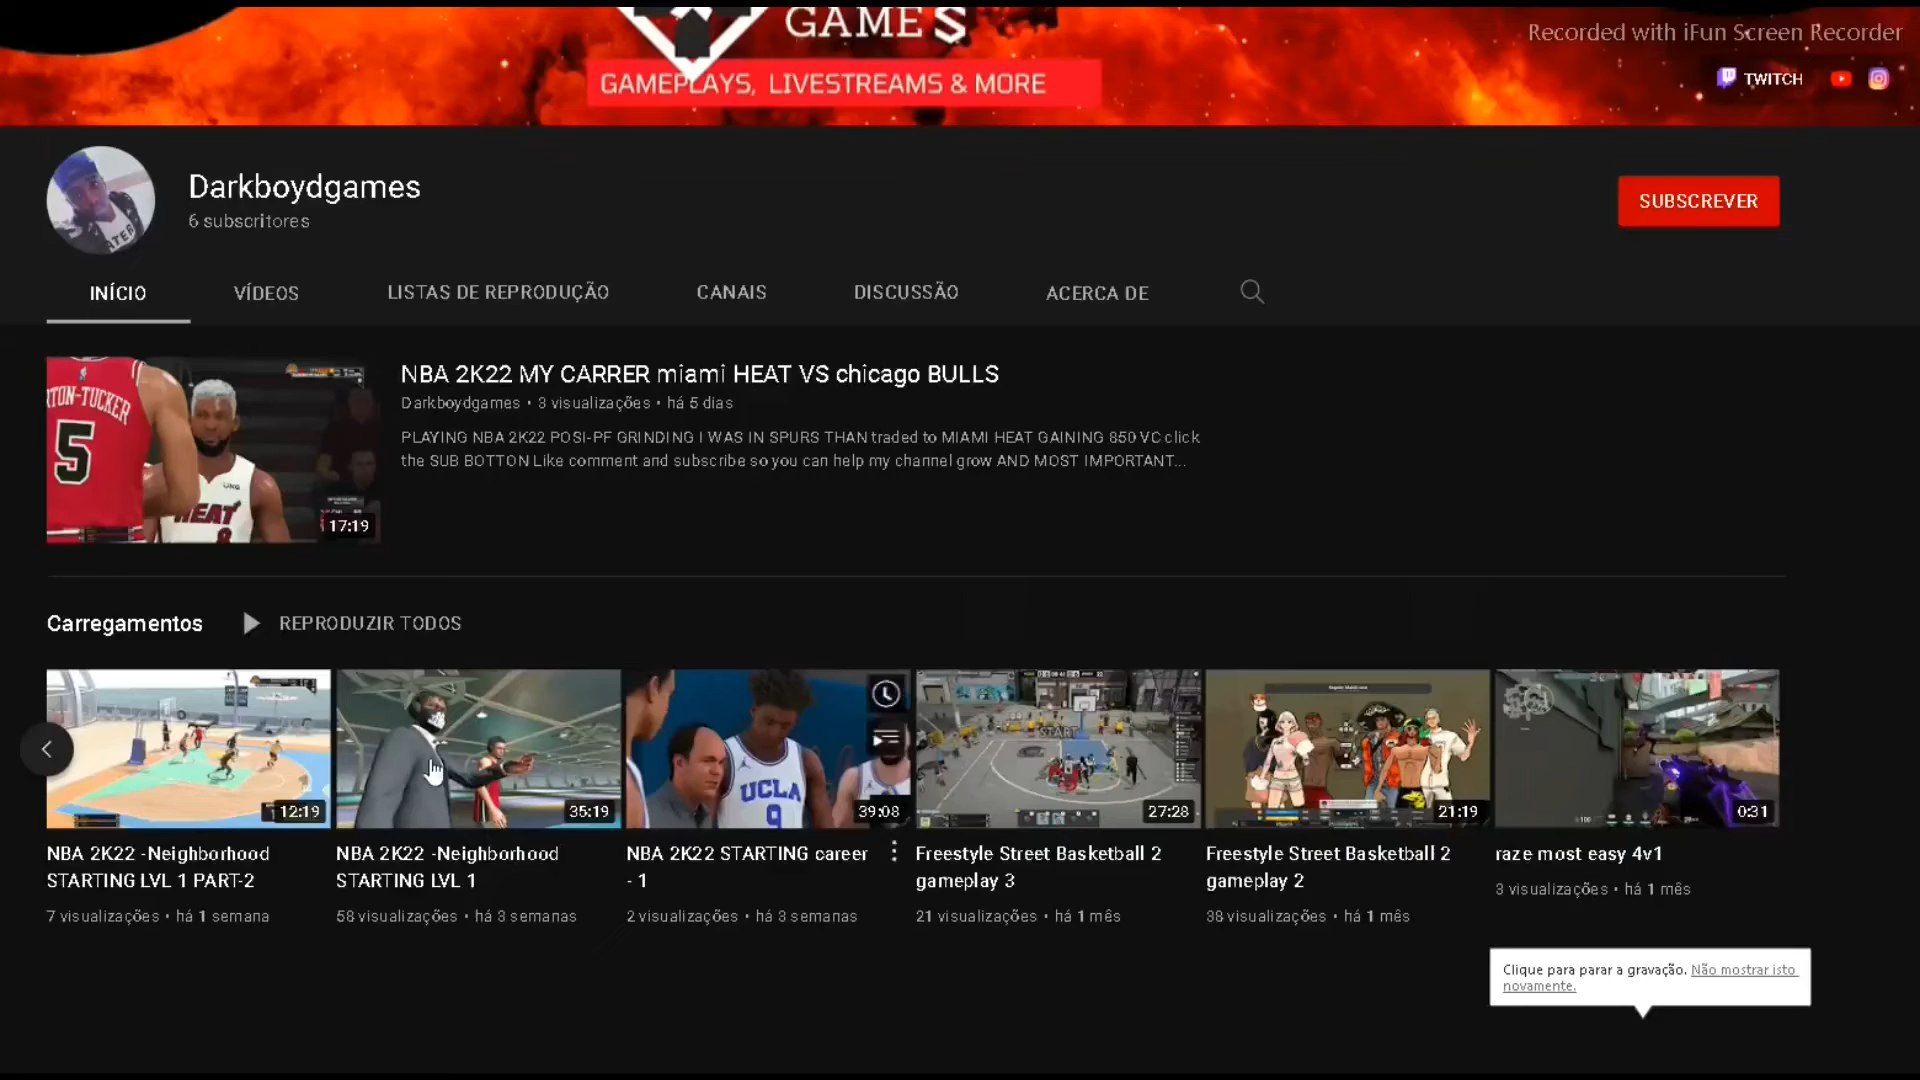 GAMES
Recorded with iFun Screen Recorder
GAMEPLAYS, LIVESTREAMS & MORE
TWITCH
Darkboydgames
6 subscritores
SUBSCREVER
INÍCIO
VÍDEOS
LISTAS DE REPRODUÇÃO
CANAIS
DISCUSSÃO
ACERCA DE
NBA 2K22 MY CARRER miami HEAT VS chicago BULLS
Darkboydgames • 3 visualizações • há 5 dias
PLAYING NBA 2K22 POSI-PF GRINDING I WAS IN SPURS THAN traded to MIAMI HEAT GAINING 850 VC click
the SUB BOTTON Like comment and subscribe so you can help my channel grow AND MOST IMPORTANT...
TON-TUCKER
5
HEAT
8
17:19
Carregamentos
REPRODUZIR TODOS
12:19
35:19
UCLA
9
39:08
START
27:28
21:19
0:31
NBA 2K22 -Neighborhood
STARTING LVL 1 PART-2
7 visualizações • há 1 semana
NBA 2K22 -Neighborhood
STARTING LVL 1
58 visualizações • há 3 semanas
NBA 2K22 STARTING career
- 1
2 visualizações • há 3 semanas
Freestyle Street Basketball 2
gameplay 3
21 visualizações • há 1 mês
Freestyle Street Basketball 2
gameplay 2
38 visualizações • há 1 mês
raze most easy 4v1
3 visualizações • há 1 mês
Clique para parar a gravação. Não mostrar isto
novamente.